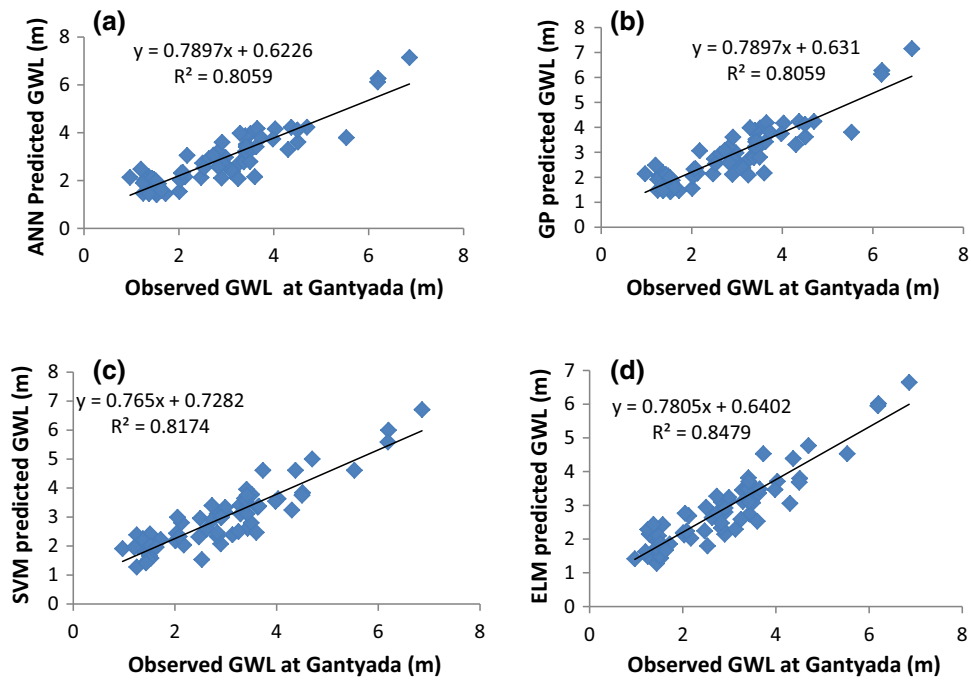 (a)
y = 0.7897x + 0.6226
R² = 0.8059
ANN Predicted GWL (m)
8
6
4
2
0
0 2 4 6 8
Observed GWL at Gantyada (m)
(b)
y = 0.7897x + 0.631
R² = 0.8059
GP predicted GWL (m)
8
7
6
5
4
3
2
1
0
0 2 4 6 8
Observed GWL at Gantyada (m)
(c)
y = 0.765x + 0.7282
R² = 0.8174
SVM predicted GWL (m)
8
7
6
5
4
3
2
1
0
0 2 4 6 8
Observed GWL at Gantyada (m)
(d)
y = 0.7805x + 0.6402
R² = 0.8479
ELM predicted GWL (m)
7
6
5
4
3
2
1
0
0 2 4 6 8
Observed GWL at Gantyada (m)